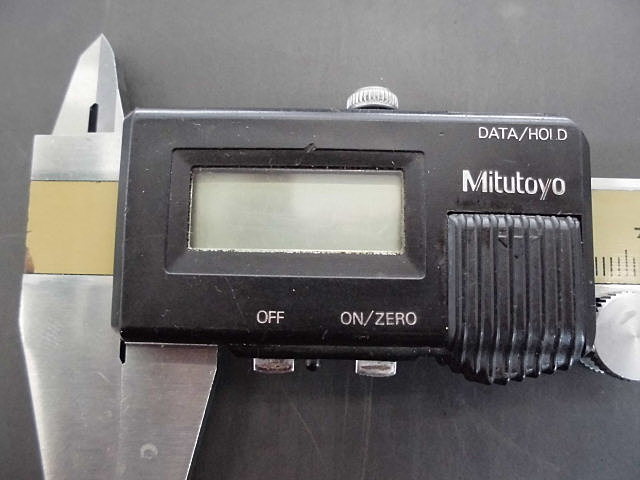 DATA/HOLD
Mitutoyo
OFF
ON/ZERO